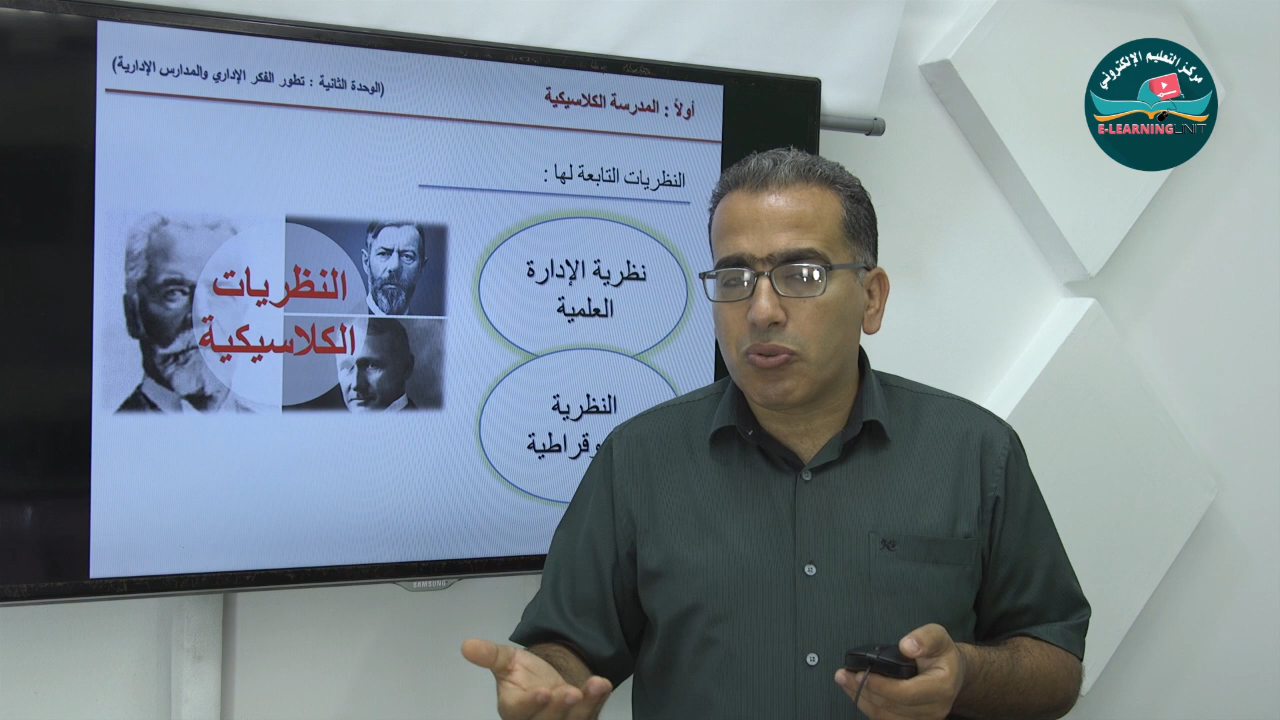 (الوحدة الثانية : تطور الفكر الإداري والمدارس الإدارية)
أولاً : المدرسة الكلاسيكية
النظريات التابعة لها :
نظرية الإدارة
العلمية
النظرية
النظريات
الكلاسيكية
SAMSUNG
مركز التعليم الإلكتروني
E-LEARNING UNIT